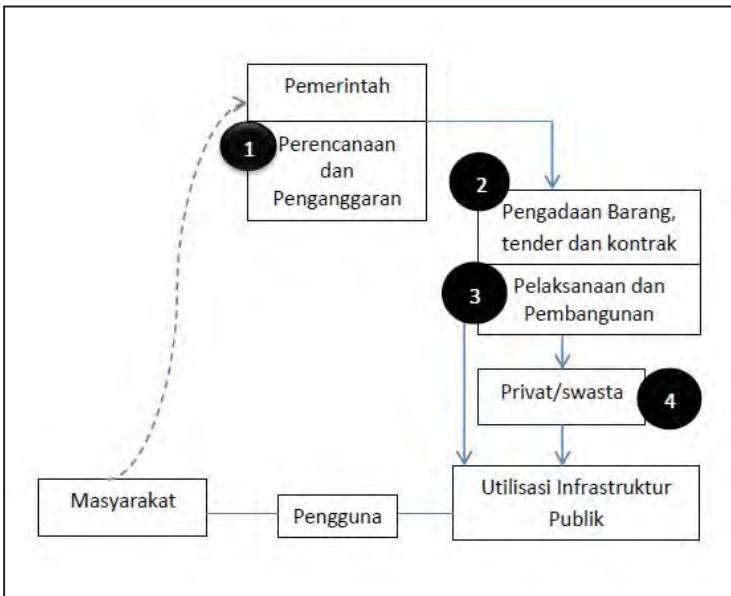 Pemerintah
1
Perencanaan
dan
Penganggaran
2
Pengadaan Barang,
tender dan kontrak
3
Pelaksanaan dan
Pembangunan
Privat/swasta
4
Masyarakat
Pengguna
Utilisasi Infrastruktur
Publik